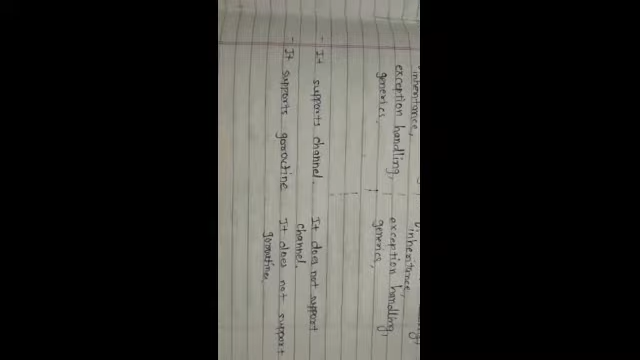 inheritance,
exception handling,
generics.
- It supports channel.
- It supports goroutine
inheritance,
exception handling,
generics,
It does not support
channel.
It does not support
goroutine.